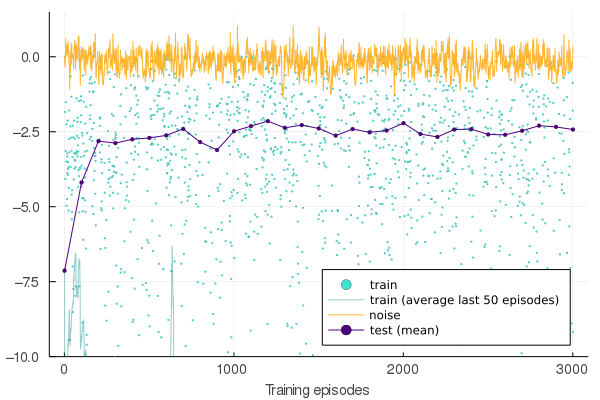 0.0
−2.5
−5.0
−7.5
−10.0
0
1000
2000
3000
Training episodes
train
train (average last 50 episodes)
noise
test (mean)